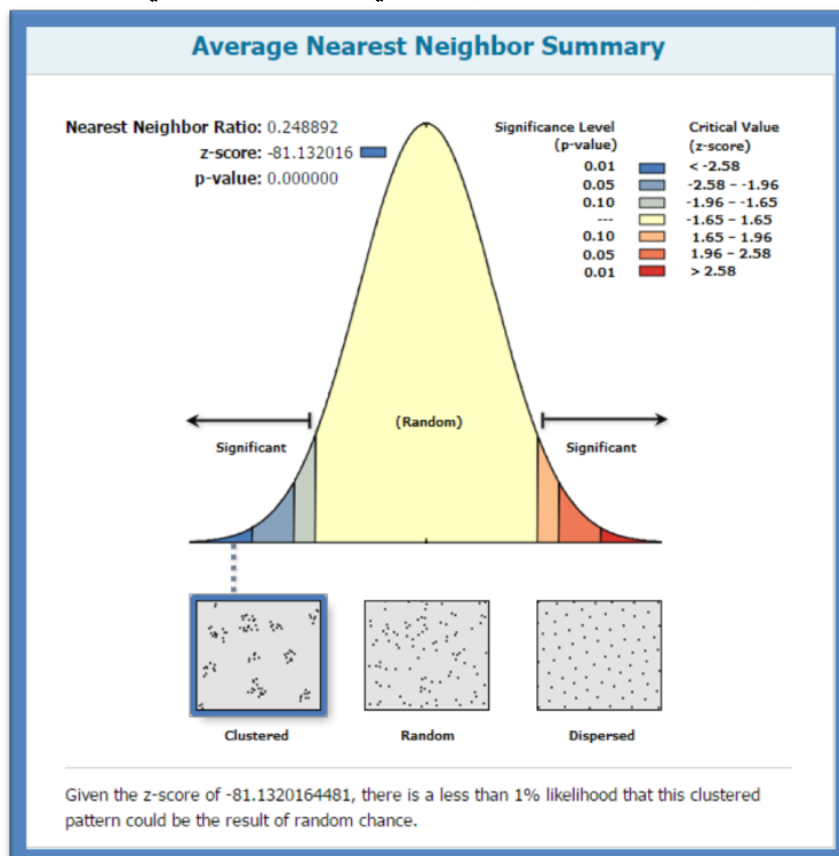 Average Nearest Neighbor Summary
Nearest Neighbor Ratio: 0.248892
z-score: -81.132016
p-value: 0.000000
Significance Level (p-value)
Critical Value (z-score)
0.01 < -2.58
0.05 -2.58 – -1.96
0.10 -1.96 – -1.65
--- -1.65 – 1.65
0.10 1.65 – 1.96
0.05 1.96 – 2.58
0.01 > 2.58
(Random)
Significant
Significant
Clustered
Random
Dispersed
Given the z-score of -81.1320164481, there is a less than 1% likelihood that this clustered
pattern could be the result of random chance.